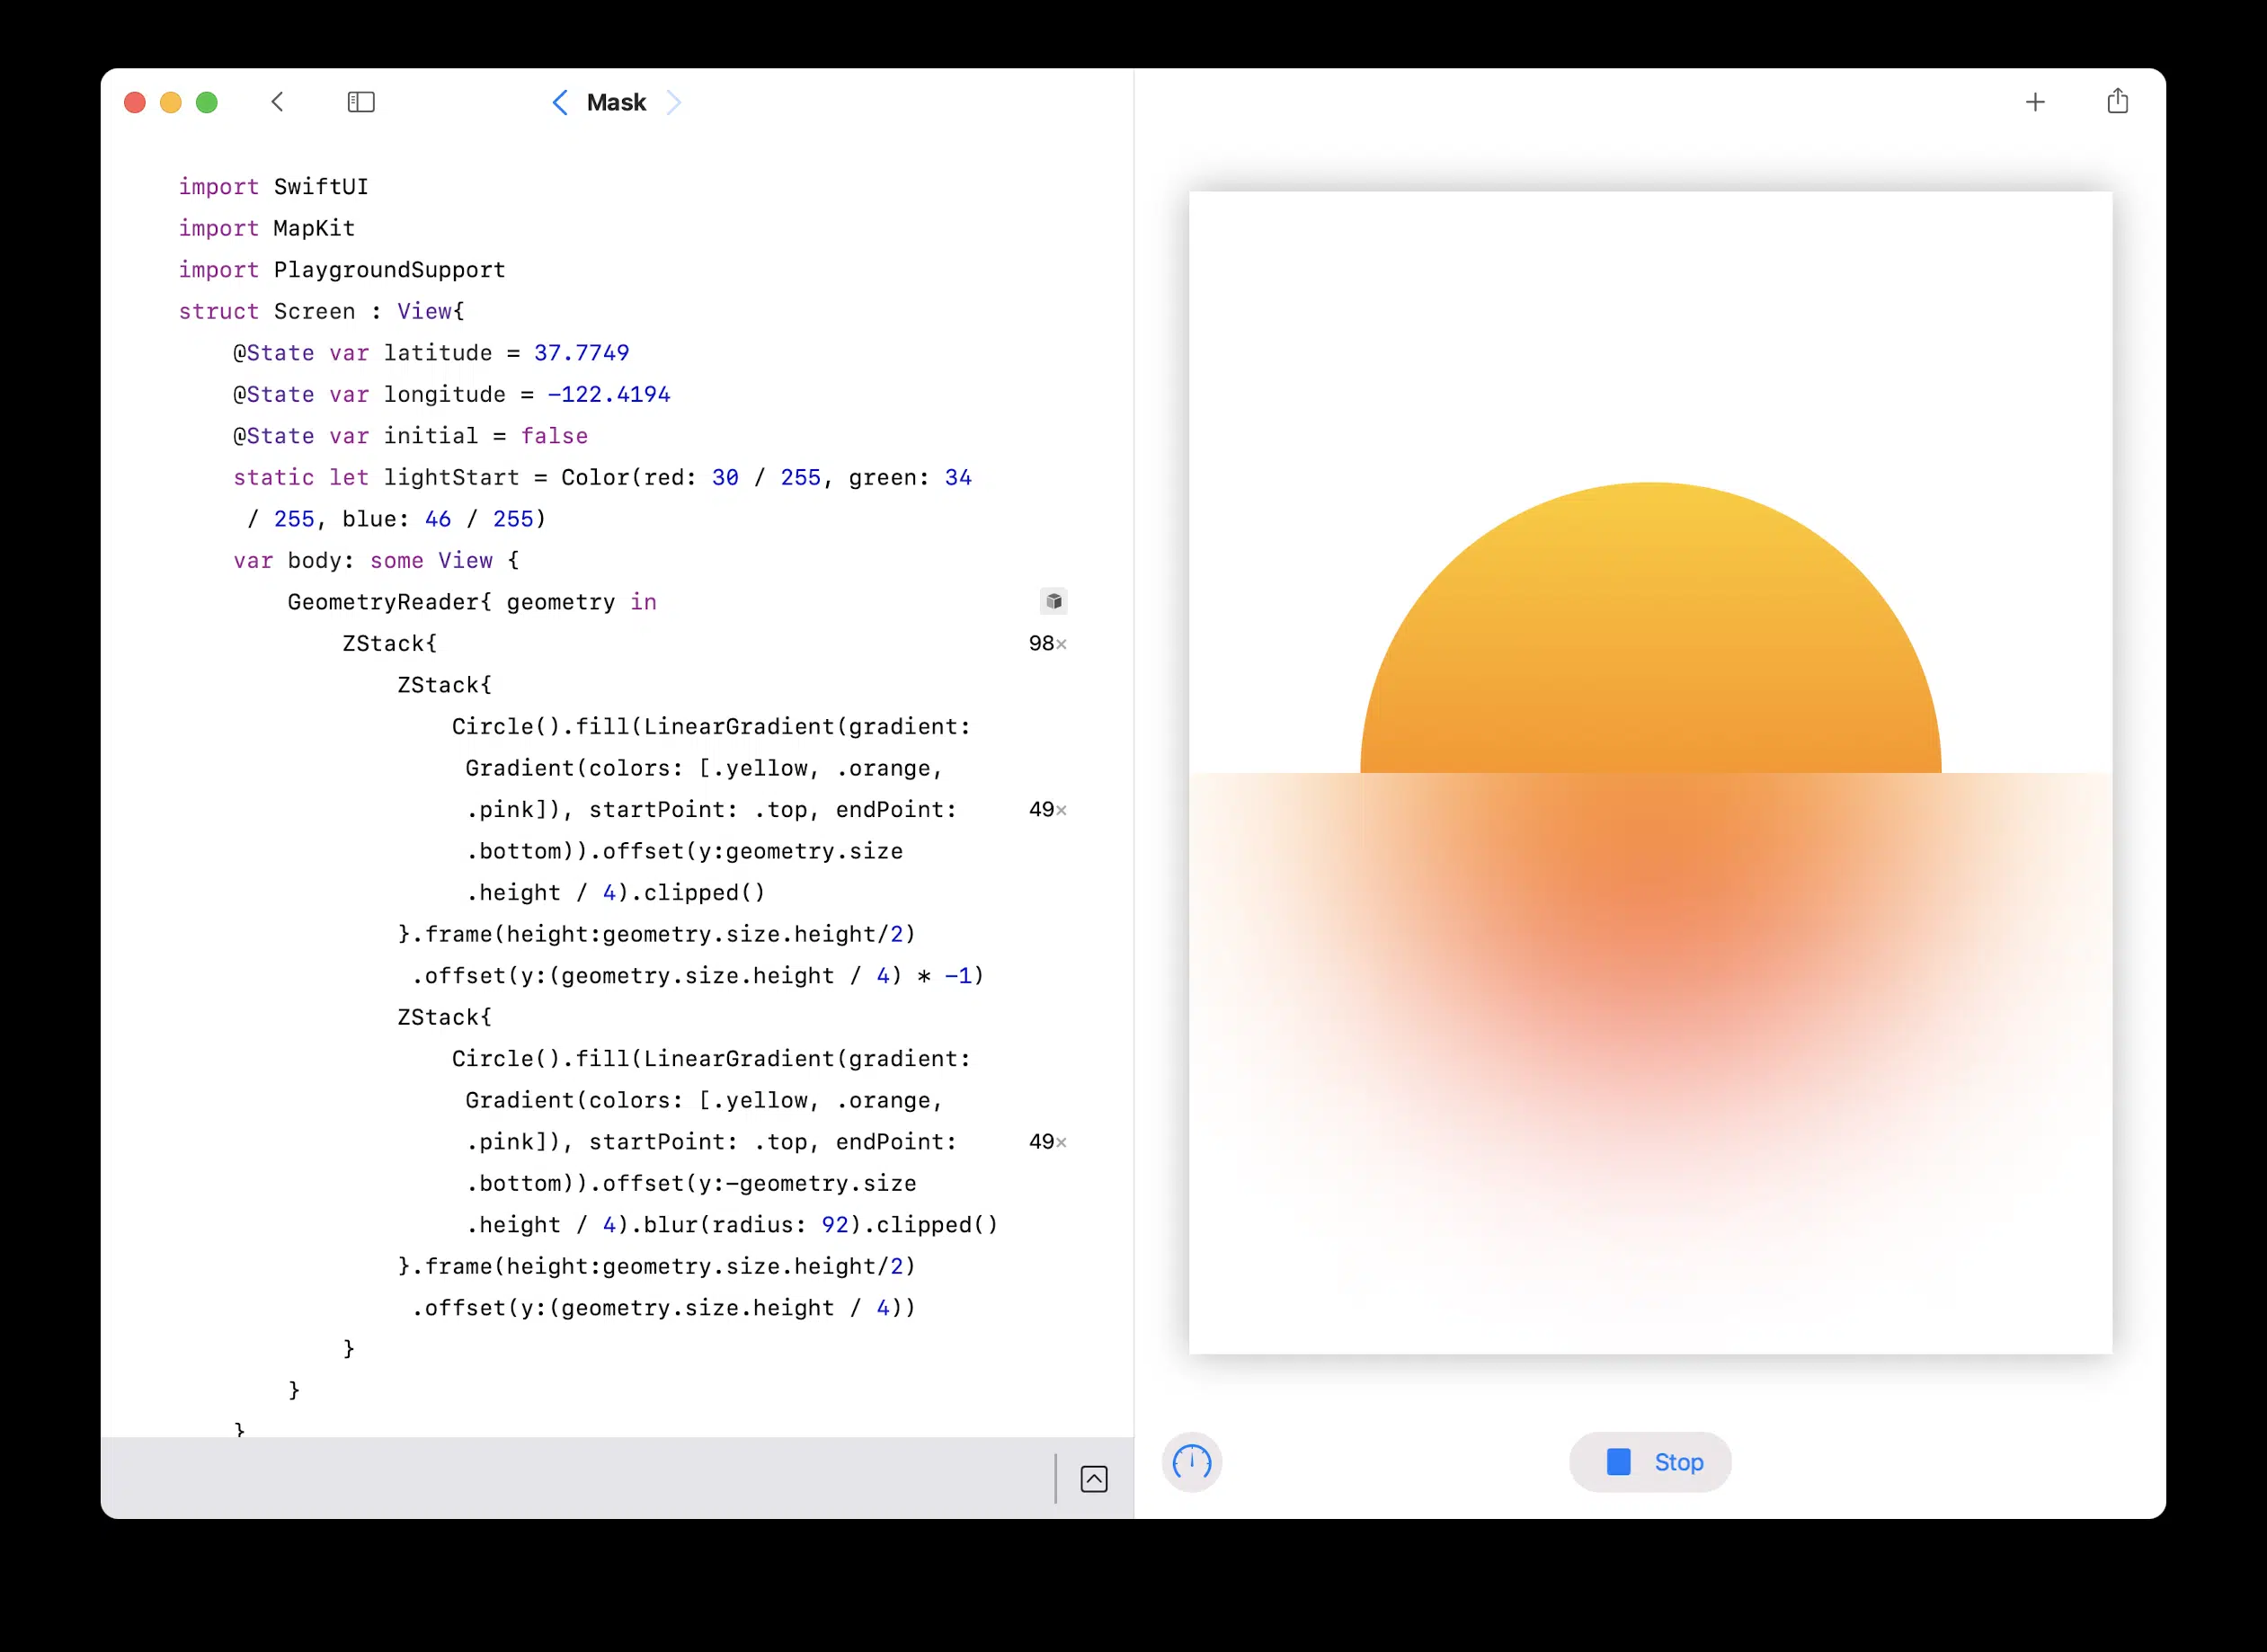 Mask
import SwiftUI
import MapKit
import PlaygroundSupport
struct Screen : View{
@State var latitude = 37.7749
@State var longitude = -122.4194
@State var initial = false
static let lightStart = Color(red: 30 / 255, green: 34
/ 255, blue: 46 / 255)
var body: some View {
GeometryReader{ geometry in
ZStack{ 98×
ZStack{
Circle().fill(LinearGradient(gradient:
Gradient(colors: [.yellow, .orange,
.pink]), startPoint: .top, endPoint: 49×
.bottom)).offset(y:geometry.size
.height / 4).clipped()
}.frame(height:geometry.size.height/2)
.offset(y:(geometry.size.height / 4) * -1)
ZStack{
Circle().fill(LinearGradient(gradient:
Gradient(colors: [.yellow, .orange,
.pink]), startPoint: .top, endPoint: 49×
.bottom)).offset(y:-geometry.size
.height / 4).blur(radius: 92).clipped()
}.frame(height:geometry.size.height/2)
.offset(y:(geometry.size.height / 4))
}
}
}
Stop